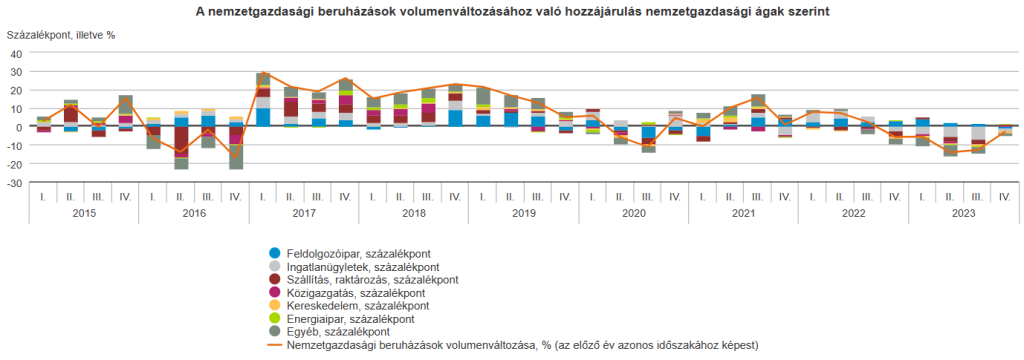 A nemzetgazdasági beruházások volumenváltozásához való hozzájárulás nemzetgazdasági ágak szerint
Százalékpont, illetve %
40
30
20
10
0
-10
-20
-30
I. II. III. IV. I. II. III. IV. I. II. III. IV. I. II. III. IV. I. II. III. IV. I. II. III. IV. I. II. III. IV. I. II. III. IV. I. II. III. IV.
2015 2016 2017 2018 2019 2020 2021 2022 2023
Feldolgozóipar, százalékpont
Ingatlanügyletek, százalékpont
Szállítás, raktározás, százalékpont
Közigazgatás, százalékpont
Kereskedelem, százalékpont
Energiaipar, százalékpont
Egyéb, százalékpont
Nemzetgazdasági beruházások volumenváltozása, % (az előző év azonos időszakához képest)